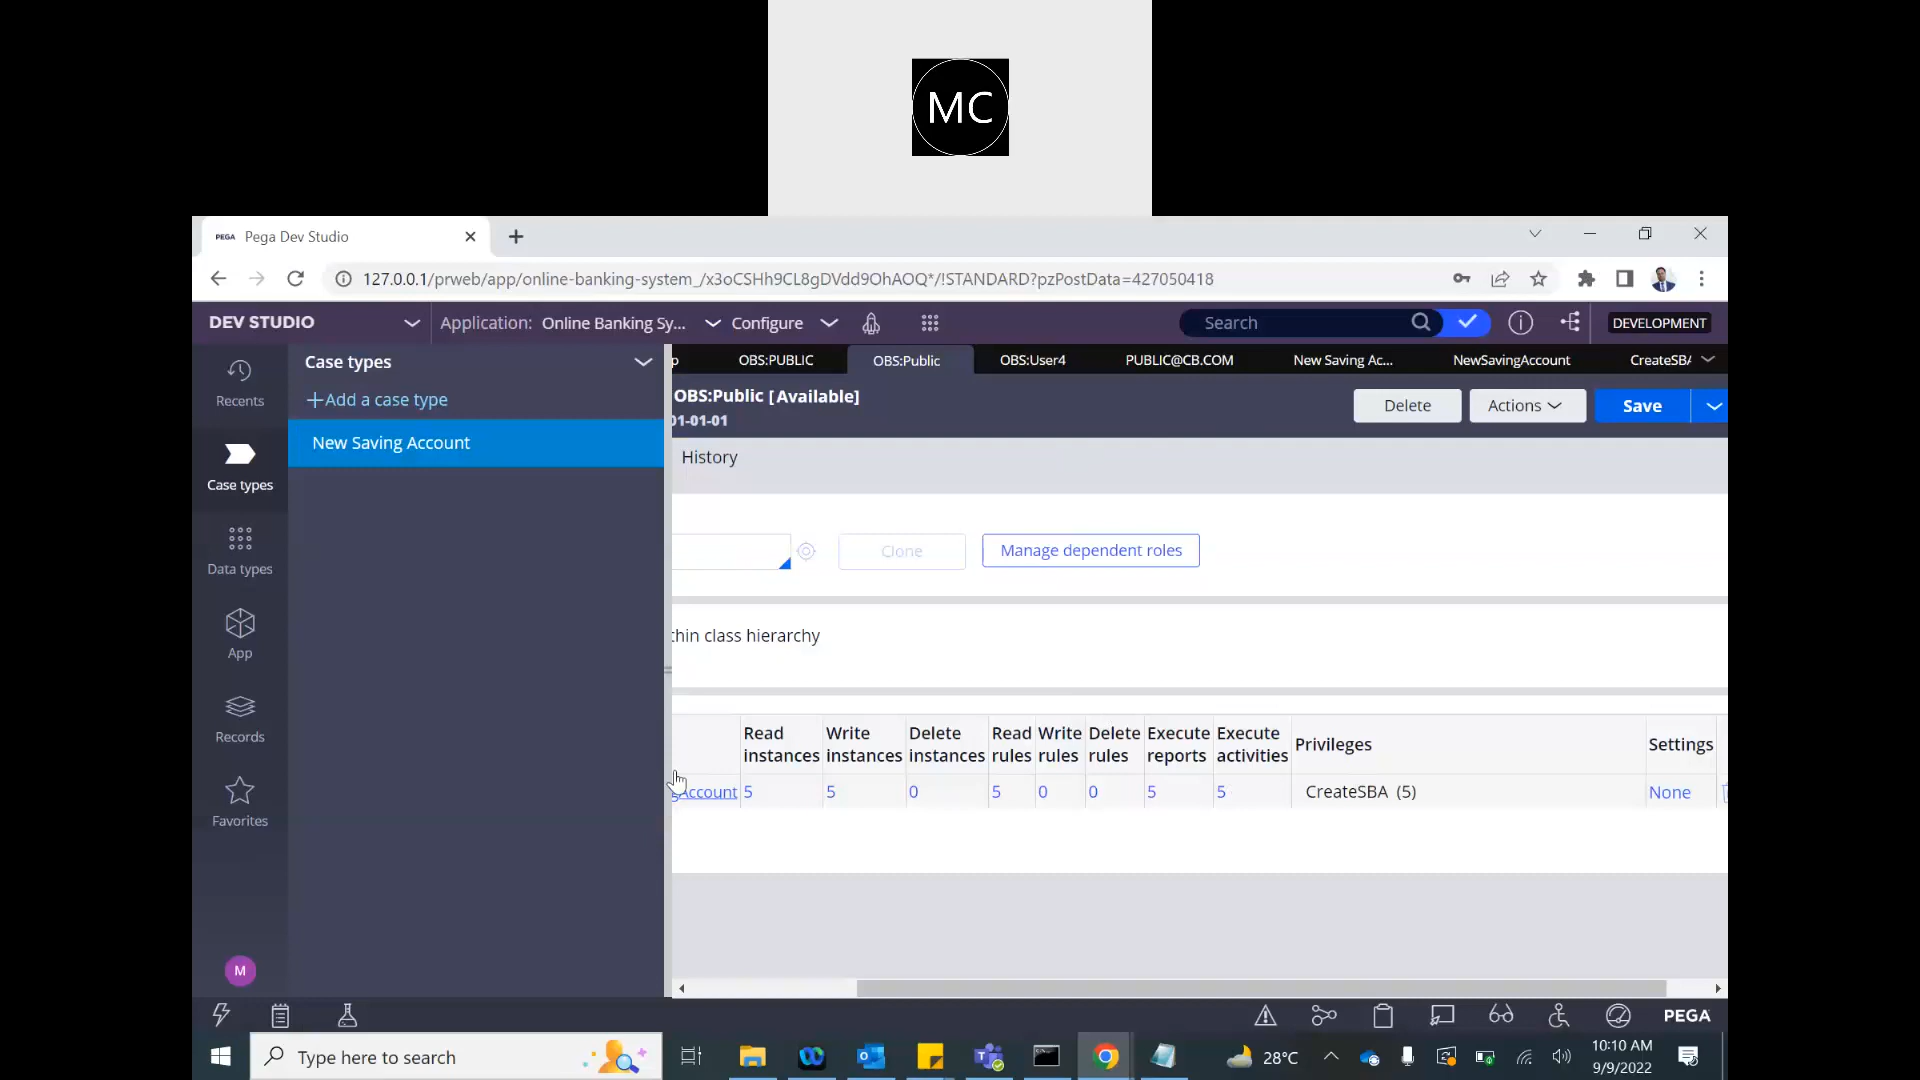 MC
PEGA Pega Dev Studio
127.0.0.1/prweb/app/online-banking-system_/x3oCSHh9CL8gDVdd9OhAOQ*/!STANDARD?pzPostData=427050418
DEV STUDIO Application: Online Banking Sy... Configure Search DEVELOPMENT
Recents
Case types
Data types
App
Records
Favorites
M
Case types
+Add a case type
New Saving Account
p OBS:PUBLIC OBS:Public OBS:User4 PUBLIC@CB.COM New Saving Ac... NewSavingAccount CreateSBA
OBS:Public [Available]
01-01-01
Delete Actions Save
History
Clone Manage dependent roles
thin class hierarchy
Read instances Write instances Delete instances Read rules Write rules Delete rules Execute reports Execute activities Privileges Settings
gAccount 5 5 0 5 0 0 5 5 CreateSBA (5) None
PEGA
Type here to search
28°C
10:10 AM
9/9/2022